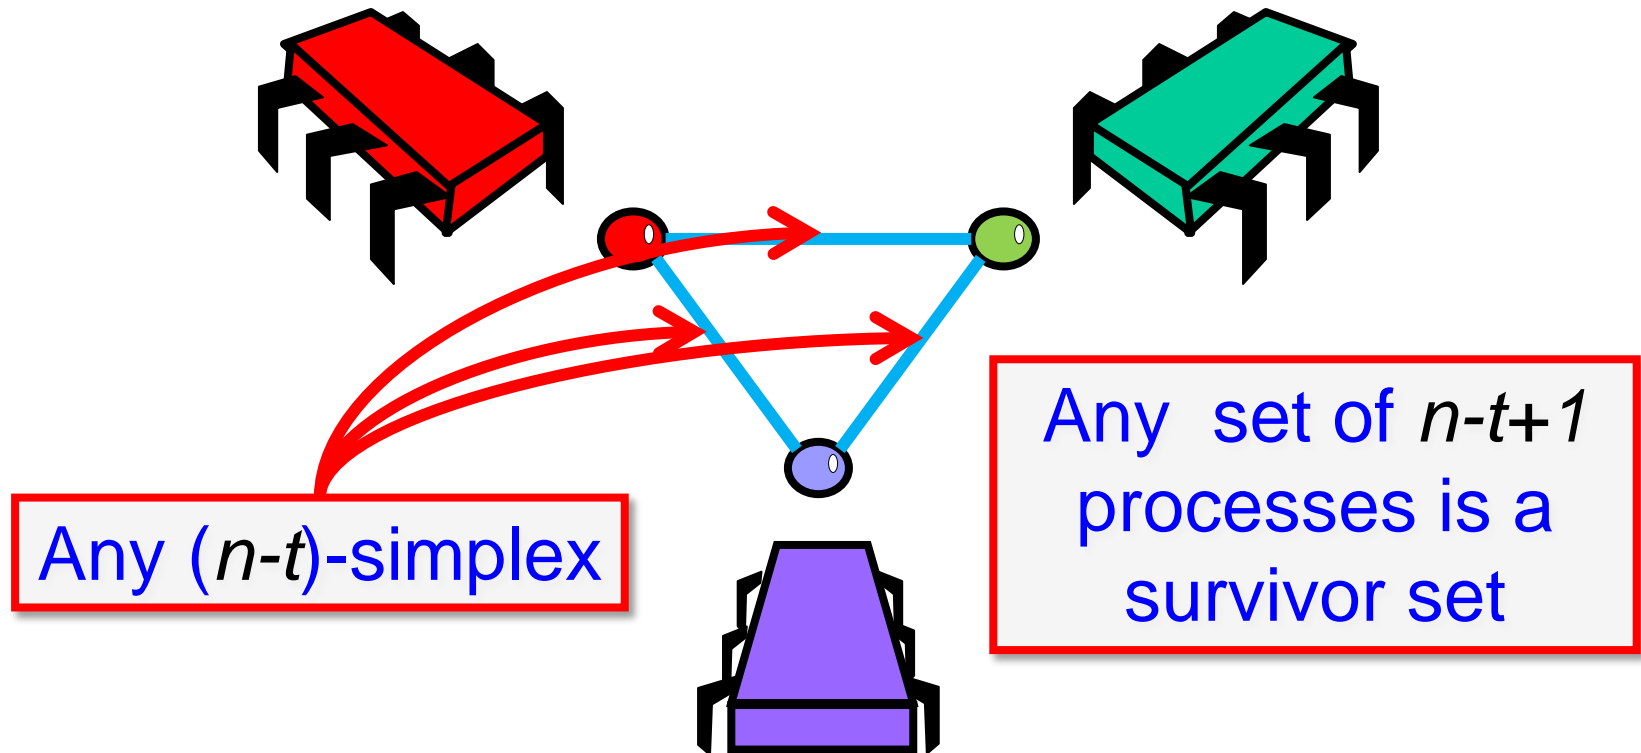 Any (n-t)-simplex
Any set of n-t+1
processes is a
survivor set